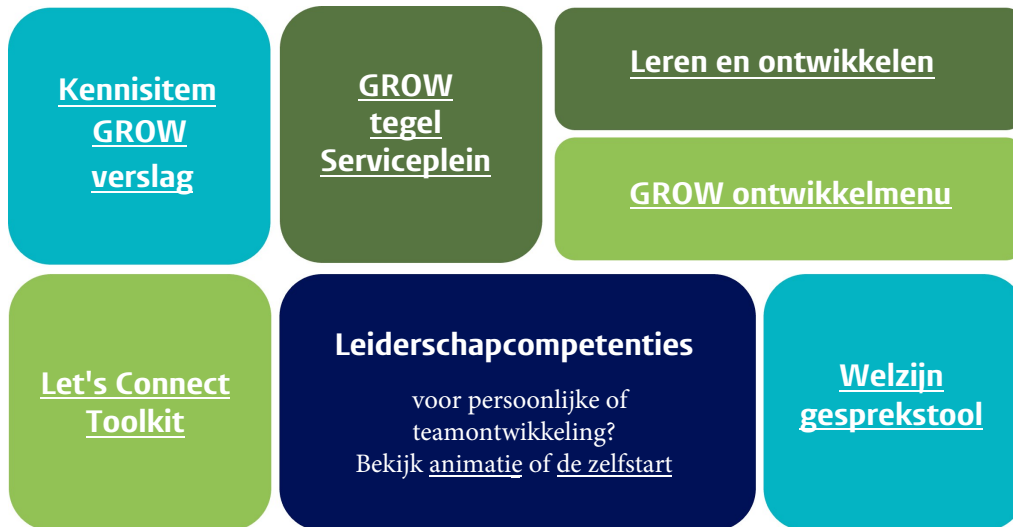 Kennisitem
GROW
verslag
GROW
tegel
Serviceplein
Leren en ontwikkelen
GROW ontwikkelmenu
Let's Connect
Toolkit
Leiderschapcompetenties
voor persoonlijke of
teamontwikkeling?
Bekijk animatie of de zelfstart
Welzijn
gesprekstool